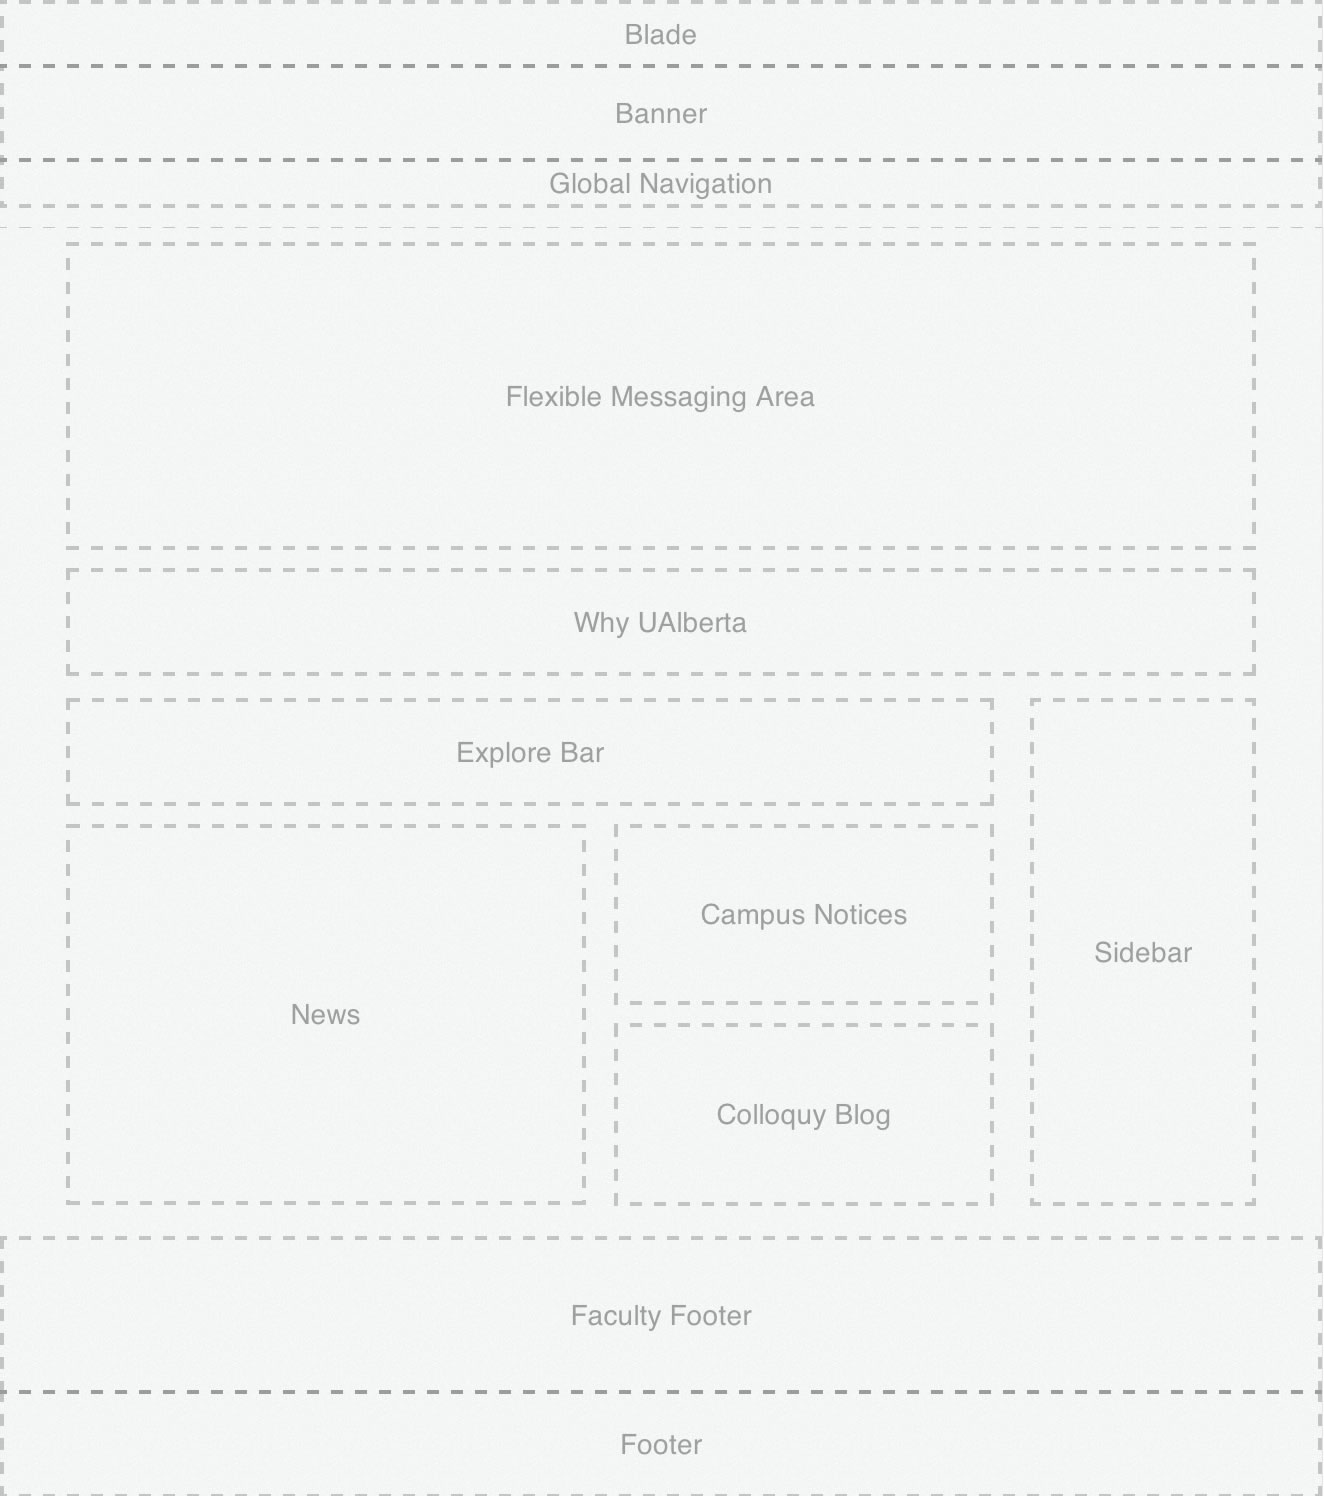 Blade
Banner
Global Navigation
Flexible Messaging Area
Why UAlberta
Explore Bar
News
Campus Notices
Colloquy Blog
Sidebar
Faculty Footer
Footer